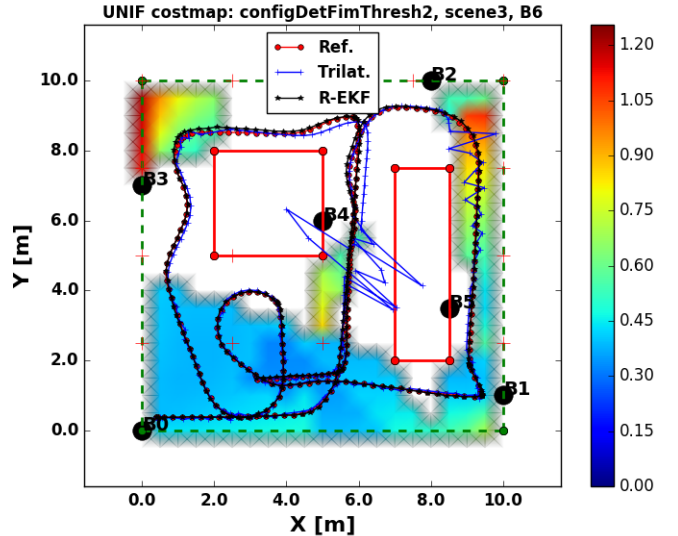 UNIF costmap: configDetFimThresh2, scene3, B6
Ref.
Trilat.
R-EKF
B2
B3
B4
B5
B1
B0
10.0
8.0
6.0
4.0
2.0
0.0
Y [m]
0.0 2.0 4.0 6.0 8.0 10.0
X [m]
1.20
1.05
0.90
0.75
0.60
0.45
0.30
0.15
0.00